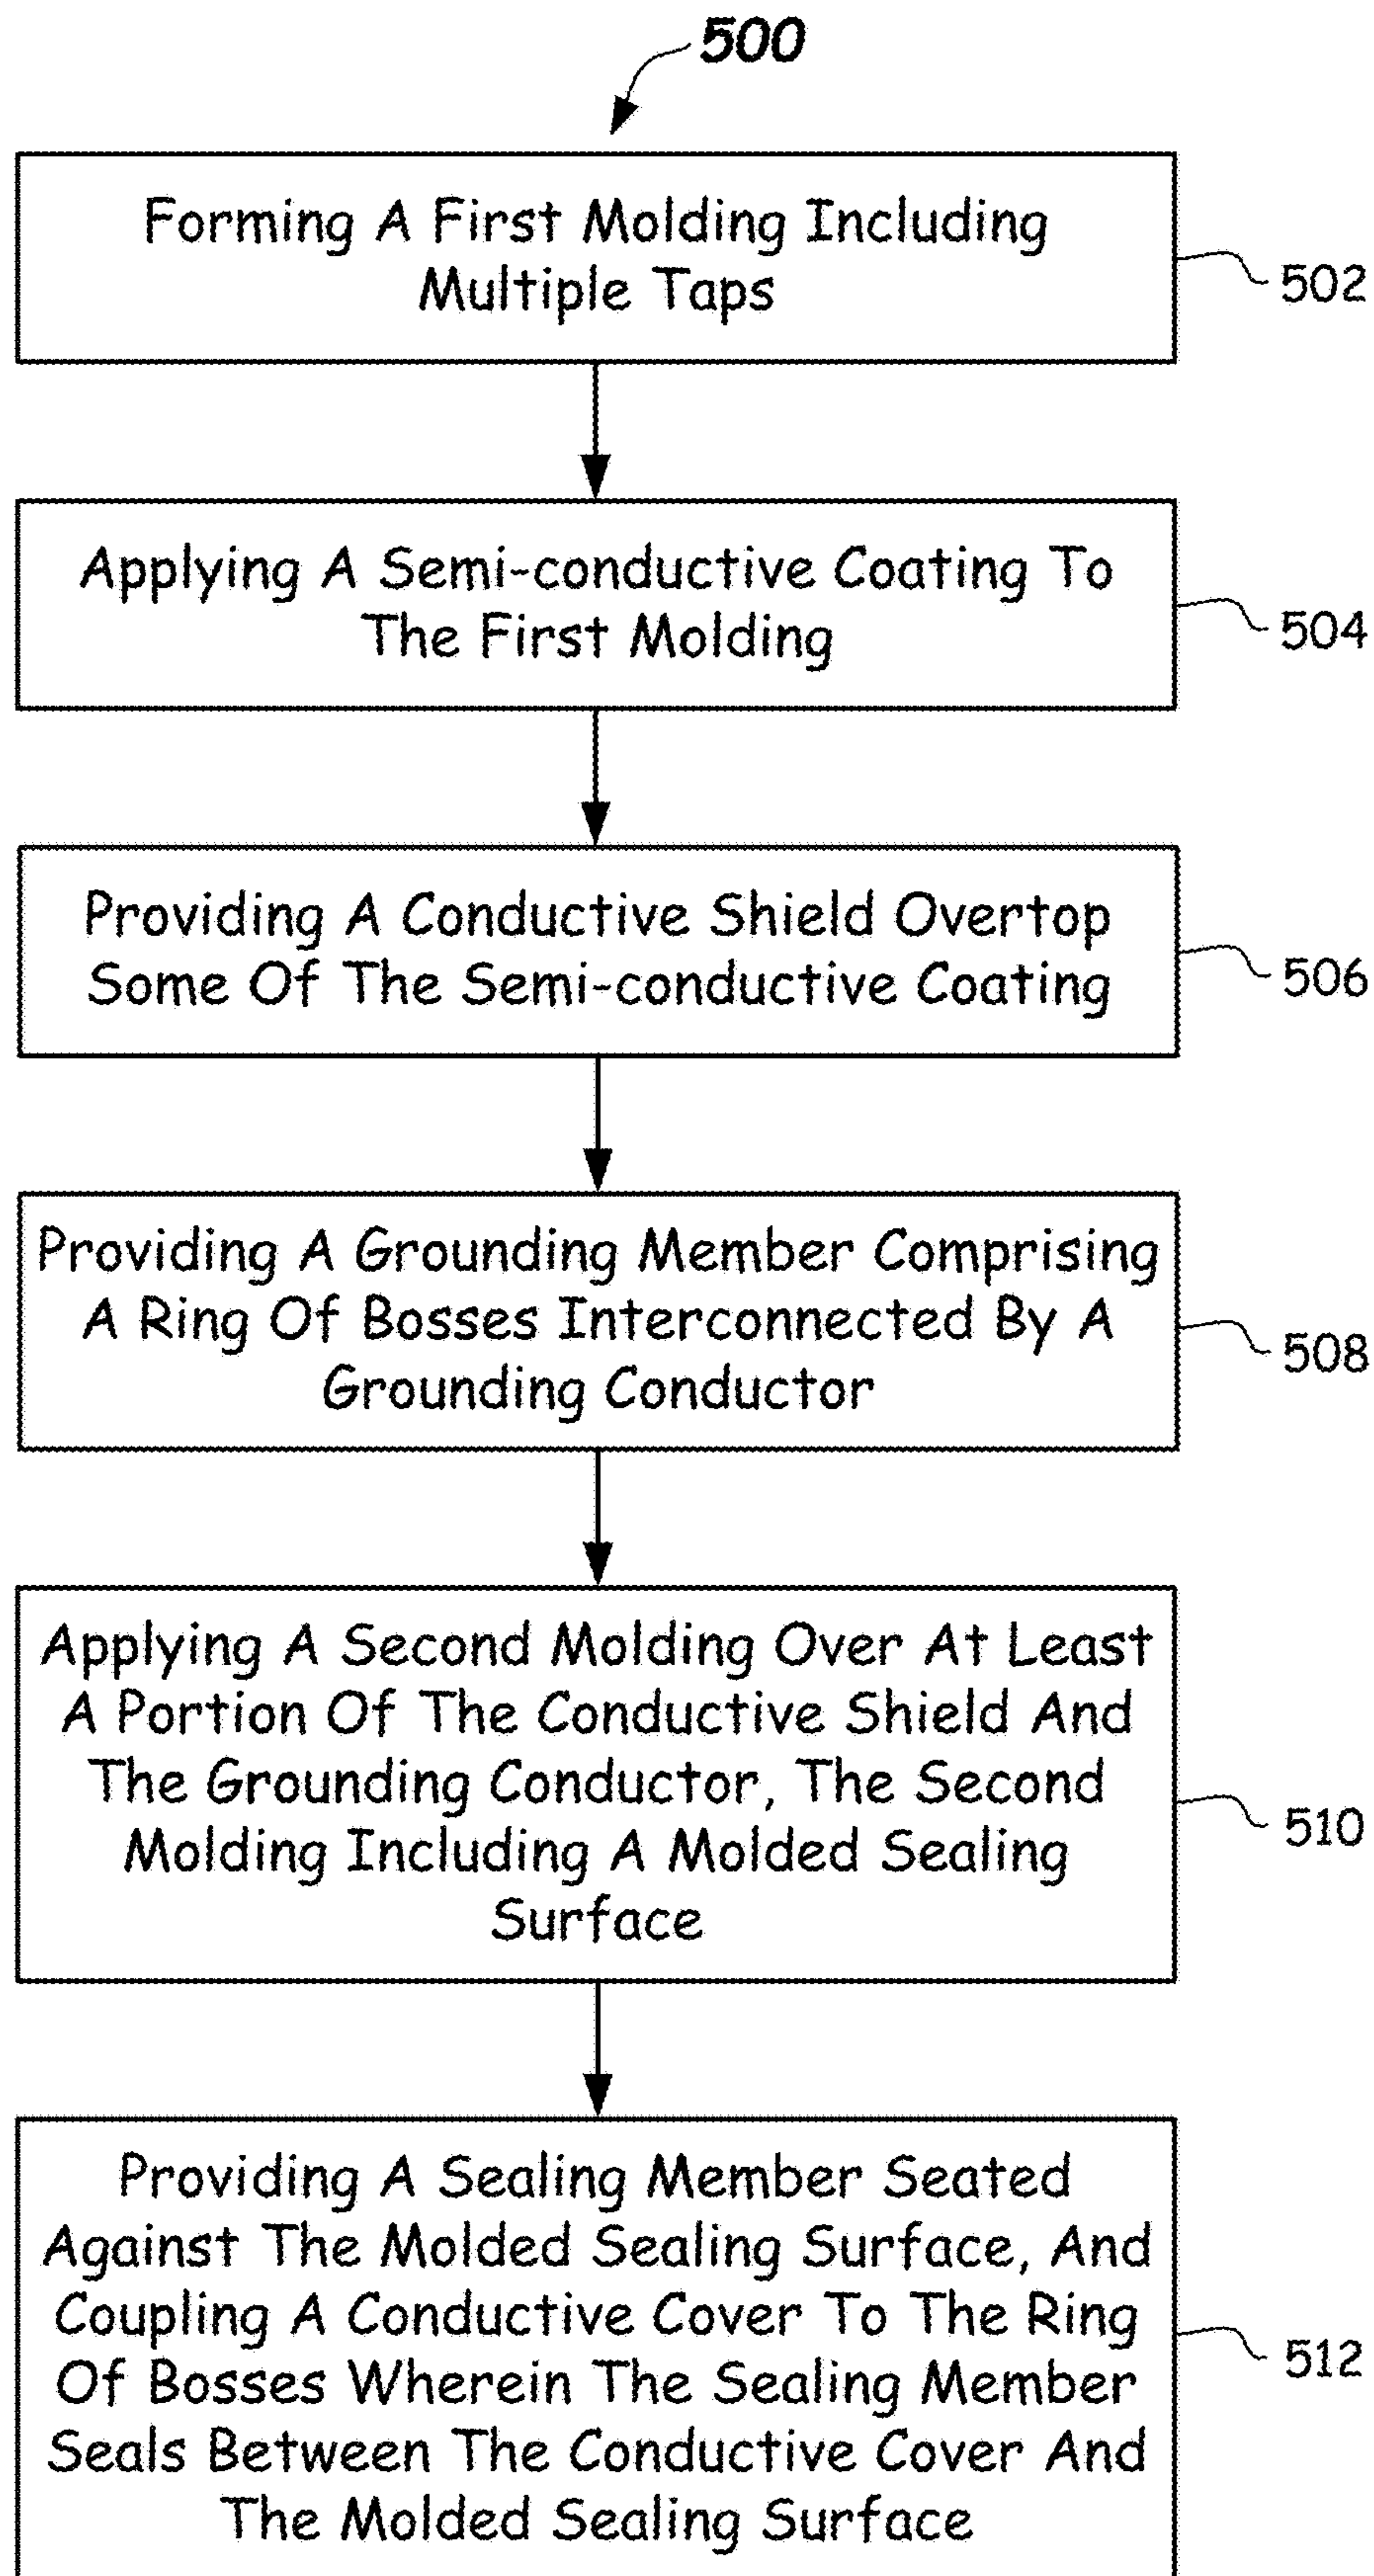 500
Forming A First Molding Including
Multiple Taps
502
Applying A Semi-conductive Coating To
The First Molding
504
Providing A Conductive Shield Overtop
Some Of The Semi-conductive Coating
506
Providing A Grounding Member Comprising
A Ring Of Bosses Interconnected By A
Grounding Conductor
508
Applying A Second Molding Over At Least
A Portion Of The Conductive Shield And
The Grounding Conductor, The Second
Molding Including A Molded Sealing
Surface
510
Providing A Sealing Member Seated
Against The Molded Sealing Surface, And
Coupling A Conductive Cover To The Ring
Of Bosses Wherein The Sealing Member
Seals Between The Conductive Cover And
The Molded Sealing Surface
512